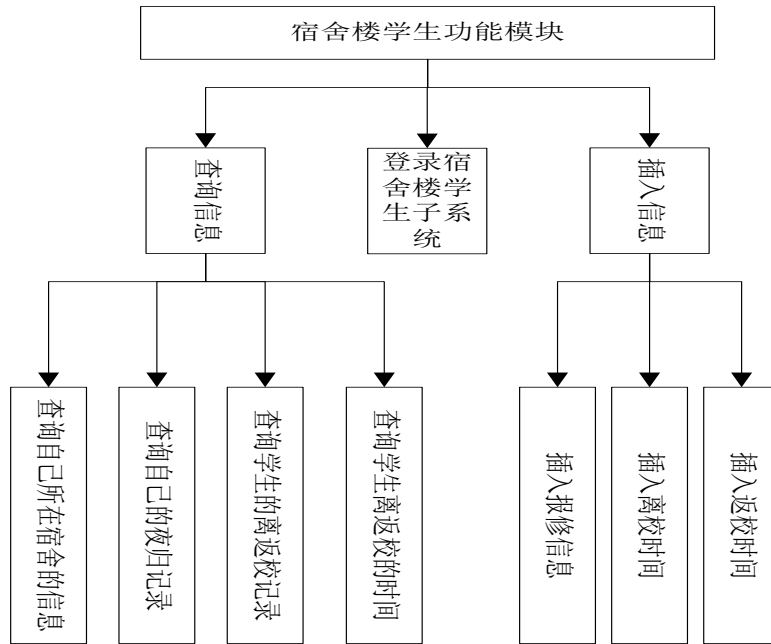 宿舍楼学生功能模块
查询信息
登录宿
舍楼学
生子系
统
插入信息
查询自己所在宿舍的信息
查询自己的夜归记录
查询学生的离返校记录
查询学生离返校的时间
插入报修信息
插入离校时间
插入返校时间